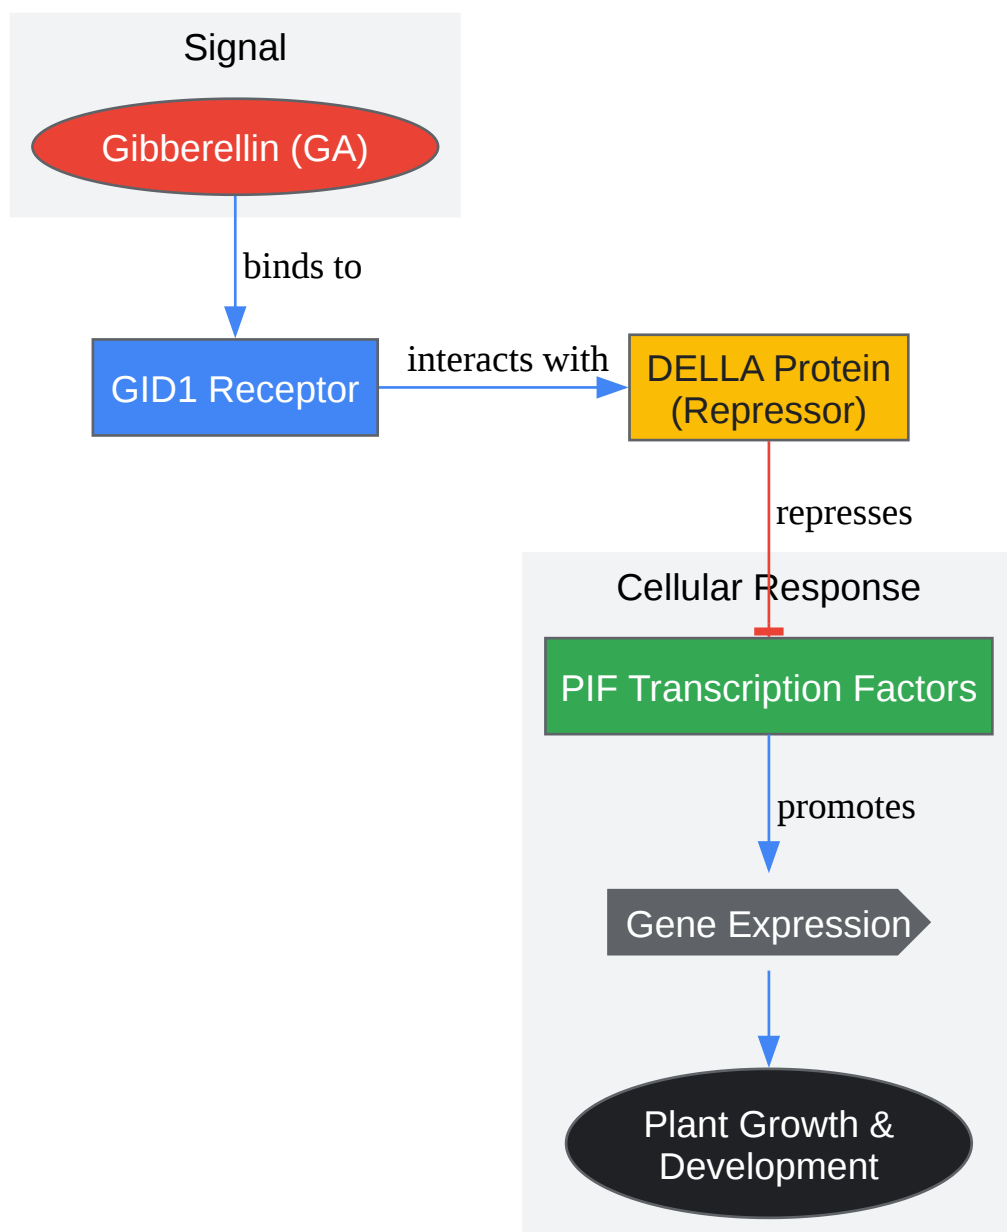 Signal
Gibberellin (GA)
binds to
GID1 Receptor
interacts with
DELLA Protein
(Repressor)
represses
Cellular Response
PIF Transcription Factors
promotes
Gene Expression
Plant Growth &
Development